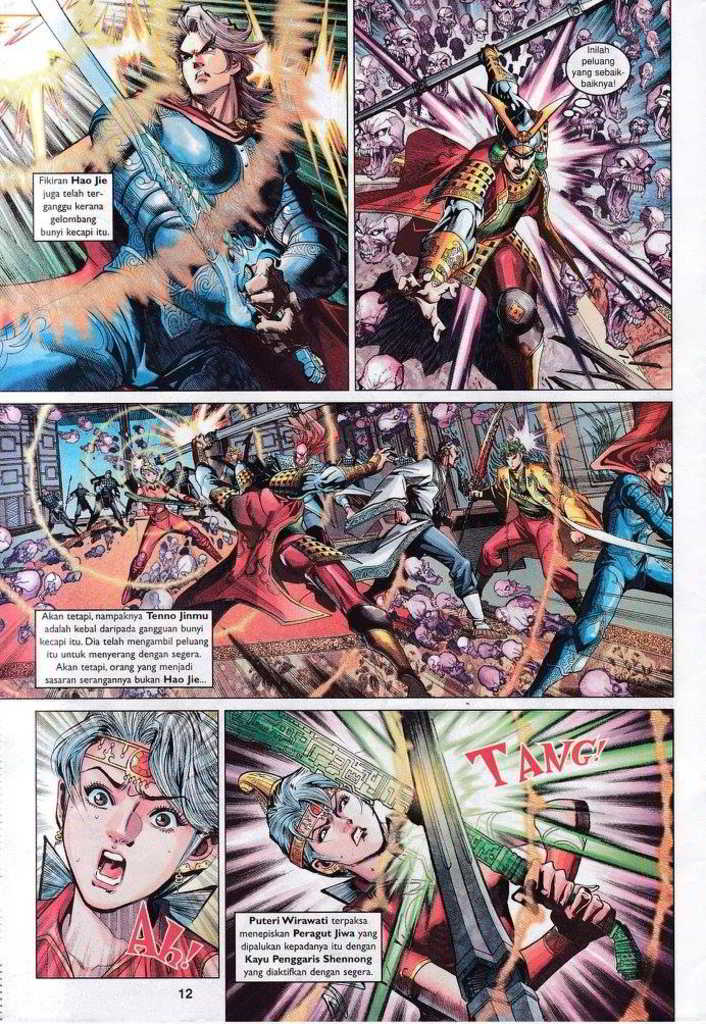 Fikiran Hao Jie
juga telah ter-
ganggu kerana
gelombang
bunyi kecapi itu.
Inilah
peluang
yang sebaik-
baiknya!
Akan tetapi, nampaknya Tenno Jinmu
adalah kebal daripada gangguan bunyi
kecapi itu. Dia telah mengambil peluang
itu untuk menyerang dengan segera.
Akan tetapi, orang yang menjadi
sasaran serangannya bukan Hao Jie...
AH!
TANG!
Puteri Wirawati terpaksa
menepiskan Peragut Jiwa yang
dipalukan kepadanya itu dengan
Kayu Penggaris Shennong
yang diaktifkan dengan segera.
12